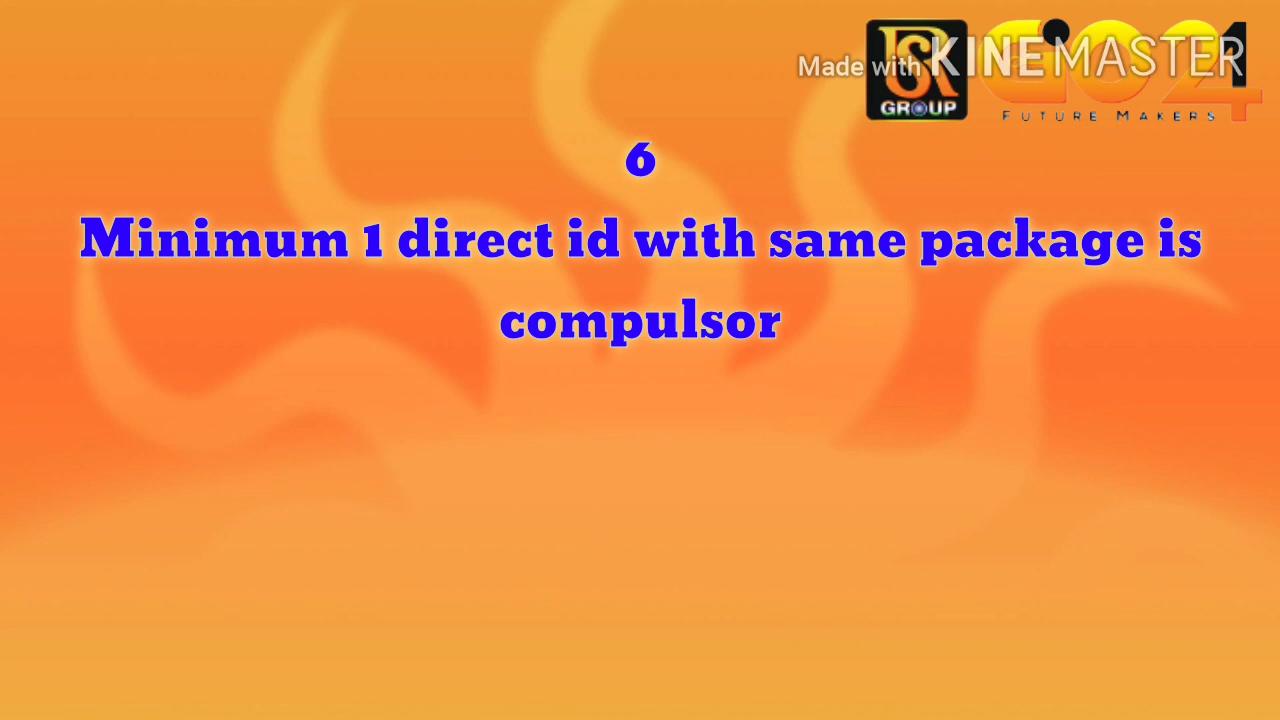 Made with KINEMASTER
GROUP
FUTURE MAKERS
6
Minimum 1 direct id with same package is
compulsor